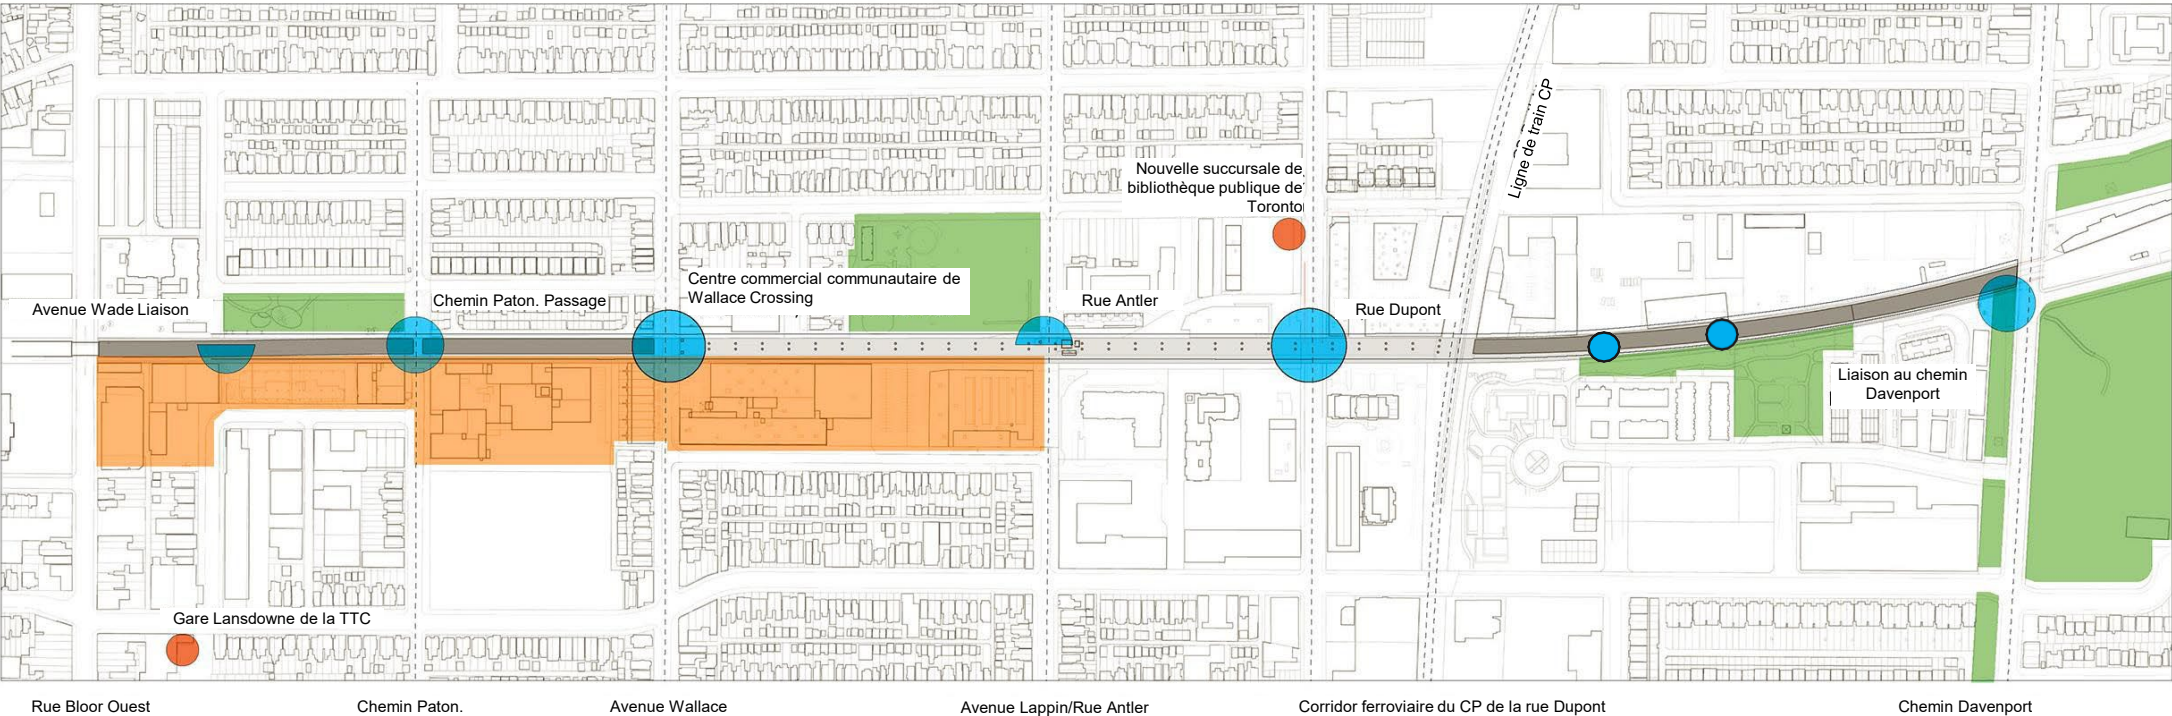 Ligne de train CP
Nouvelle succursale de
bibliothèque publique de
Toronto
Centre commercial communautaire de
Wallace Crossing
Avenue Wade Liaison
Chemin Paton. Passage
Rue Antler
Rue Dupont
Liaison au chemin
Davenport
Gare Lansdowne de la TTC
Rue Bloor Ouest
Chemin Paton.
Avenue Wallace
Avenue Lappin/Rue Antler
Corridor ferroviaire du CP de la rue Dupont
Chemin Davenport